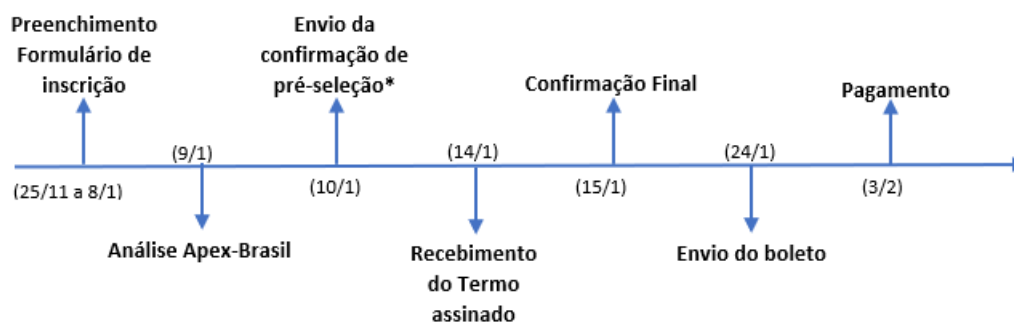 Preenchimento
Formulário de
inscrição
Envio da
confirmação de
pré-seleção*
Confirmação Final
Pagamento
(9/1)
(14/1)
(24/1)
(25/11 a 8/1)
(10/1)
(15/1)
(3/2)
Análise Apex-Brasil
Recebimento
do Termo
assinado
Envio do boleto